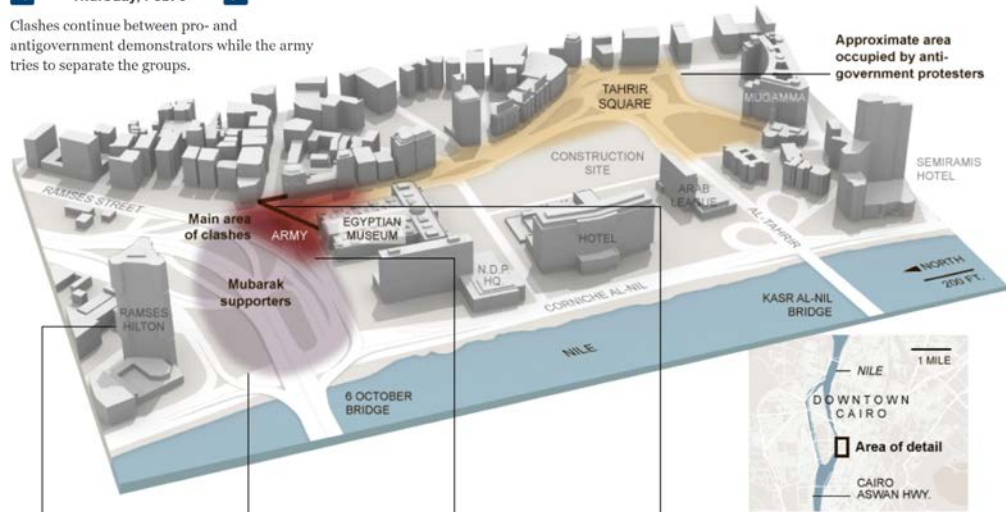 Clashes continue between pro- and
antigovernment demonstrators while the army
tries to separate the groups.
Approximate area
occupied by anti-
government protesters
TAHRIR
SQUARE
MUGAMMA
CONSTRUCTION
SITE
SEMIRAMIS
HOTEL
ARAB
LEAGUE
RAMSES STREET
Main area
of clashes
ARMY
EGYPTIAN
MUSEUM
HOTEL
AL-TAHRIR
Mubarak
supporters
N.D.P
HQ
CORNICHE AL-NIL
NORTH
200 FT.
RAMSES
HILTON
KASR AL-NIL
BRIDGE
NILE
6 OCTOBER
BRIDGE
1 MILE
NILE
DOWNTOWN
CAIRO
Area of detail
CAIRO
ASWAN HWY.